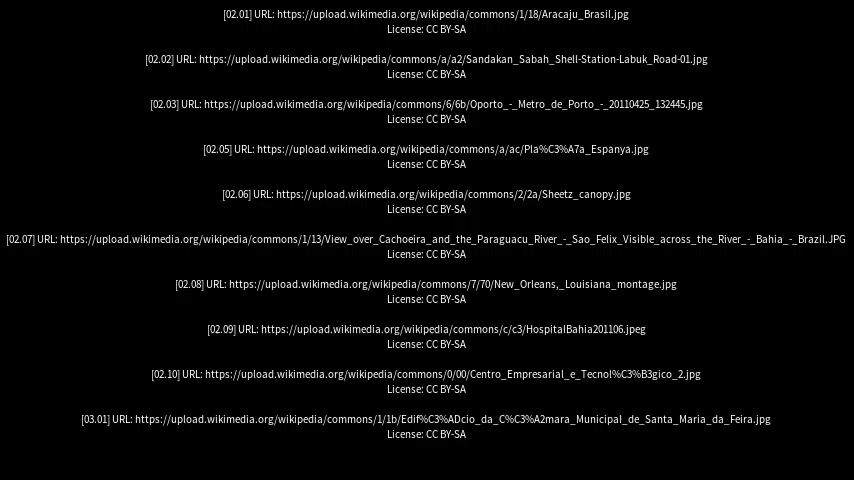 [02.01] URL: https://upload.wikimedia.org/wikipedia/commons/1/18/Aracaju_Brasil.jpg
License: CC BY-SA
[02.02] URL: https://upload.wikimedia.org/wikipedia/commons/a/a2/Sandakan_Sabah_Shell-Station-Labuk_Road-01.jpg
License: CC BY-SA
[02.03] URL: https://upload.wikimedia.org/wikipedia/commons/6/6b/Oporto_-_Metro_de_Porto_-_20110425_132445.jpg
License: CC BY-SA
[02.05] URL: https://upload.wikimedia.org/wikipedia/commons/a/ac/Pla%C3%A7a_Espanya.jpg
License: CC BY-SA
[02.06] URL: https://upload.wikimedia.org/wikipedia/commons/2/2a/Sheetz_canopy.jpg
License: CC BY-SA
[02.07] URL: https://upload.wikimedia.org/wikipedia/commons/1/13/View_over_Cachoeira_and_the_Paraguacu_River_-_Sao_Felix_Visible_across_the_River_-_Bahia_-_Brazil.JPG
License: CC BY-SA
[02.08] URL: https://upload.wikimedia.org/wikipedia/commons/7/70/New_Orleans,_Louisiana_montage.jpg
License: CC BY-SA
[02.09] URL: https://upload.wikimedia.org/wikipedia/commons/c/c3/HospitalBahia201106.jpeg
License: CC BY-SA
[02.10] URL: https://upload.wikimedia.org/wikipedia/commons/0/00/Centro_Empresarial_e_Tecnol%C3%B3gico_2.jpg
License: CC BY-SA
[03.01] URL: https://upload.wikimedia.org/wikipedia/commons/1/1b/Edif%C3%ADcio_da_C%C3%A2mara_Municipal_de_Santa_Maria_da_Feira.jpg
License: CC BY-SA